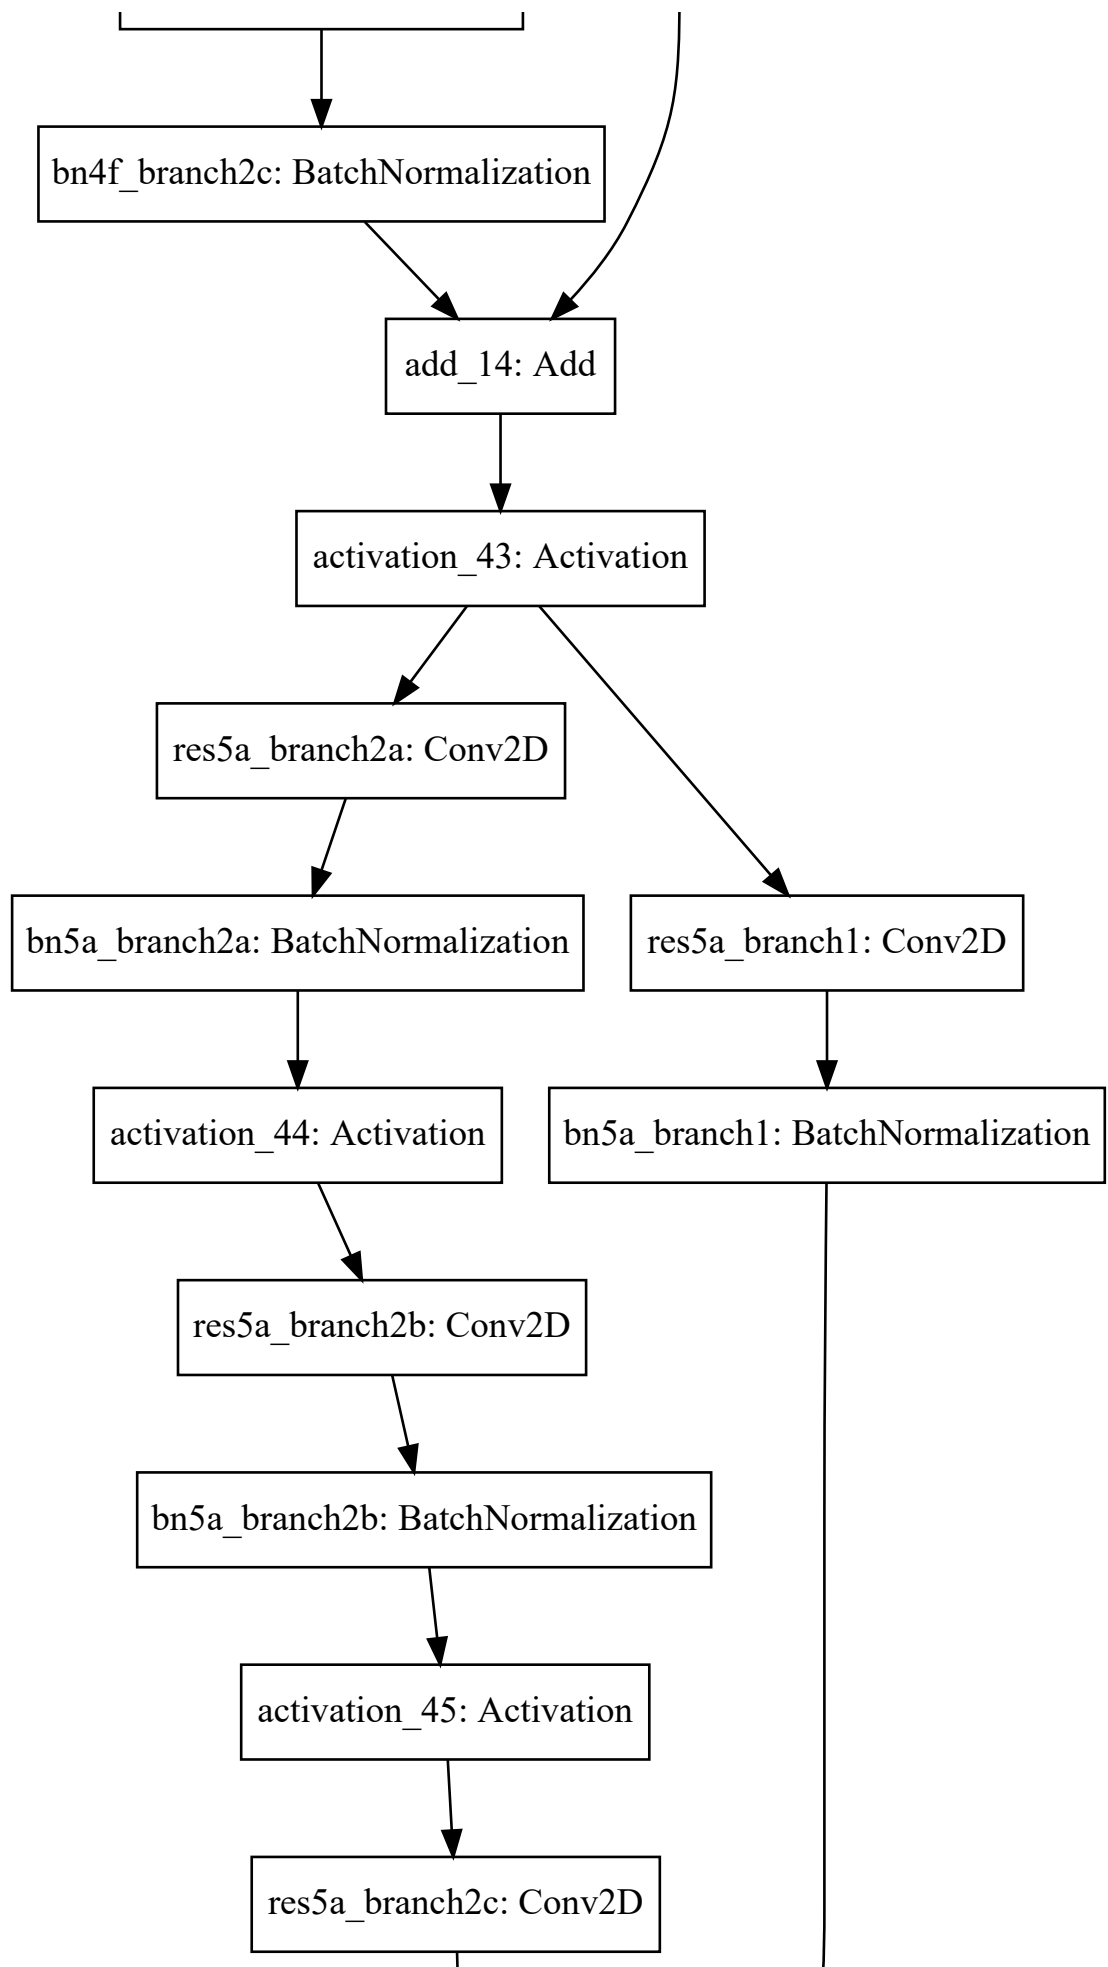 bn4f_branch2c: BatchNormalization
add_14: Add
activation_43: Activation
res5a_branch2a: Conv2D
bn5a_branch2a: BatchNormalization
res5a_branch1: Conv2D
activation_44: Activation
bn5a_branch1: BatchNormalization
res5a_branch2b: Conv2D
bn5a_branch2b: BatchNormalization
activation_45: Activation
res5a_branch2c: Conv2D